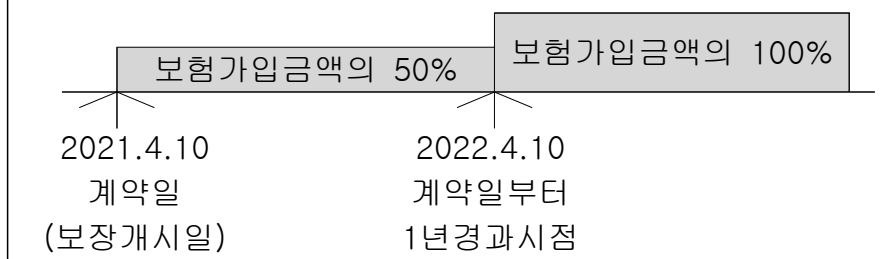 보험가입금액의 50%
보험가입금액의 100%
2021.4.10
계약일
(보장개시일)
2022.4.10
계약일부터
1년경과시점